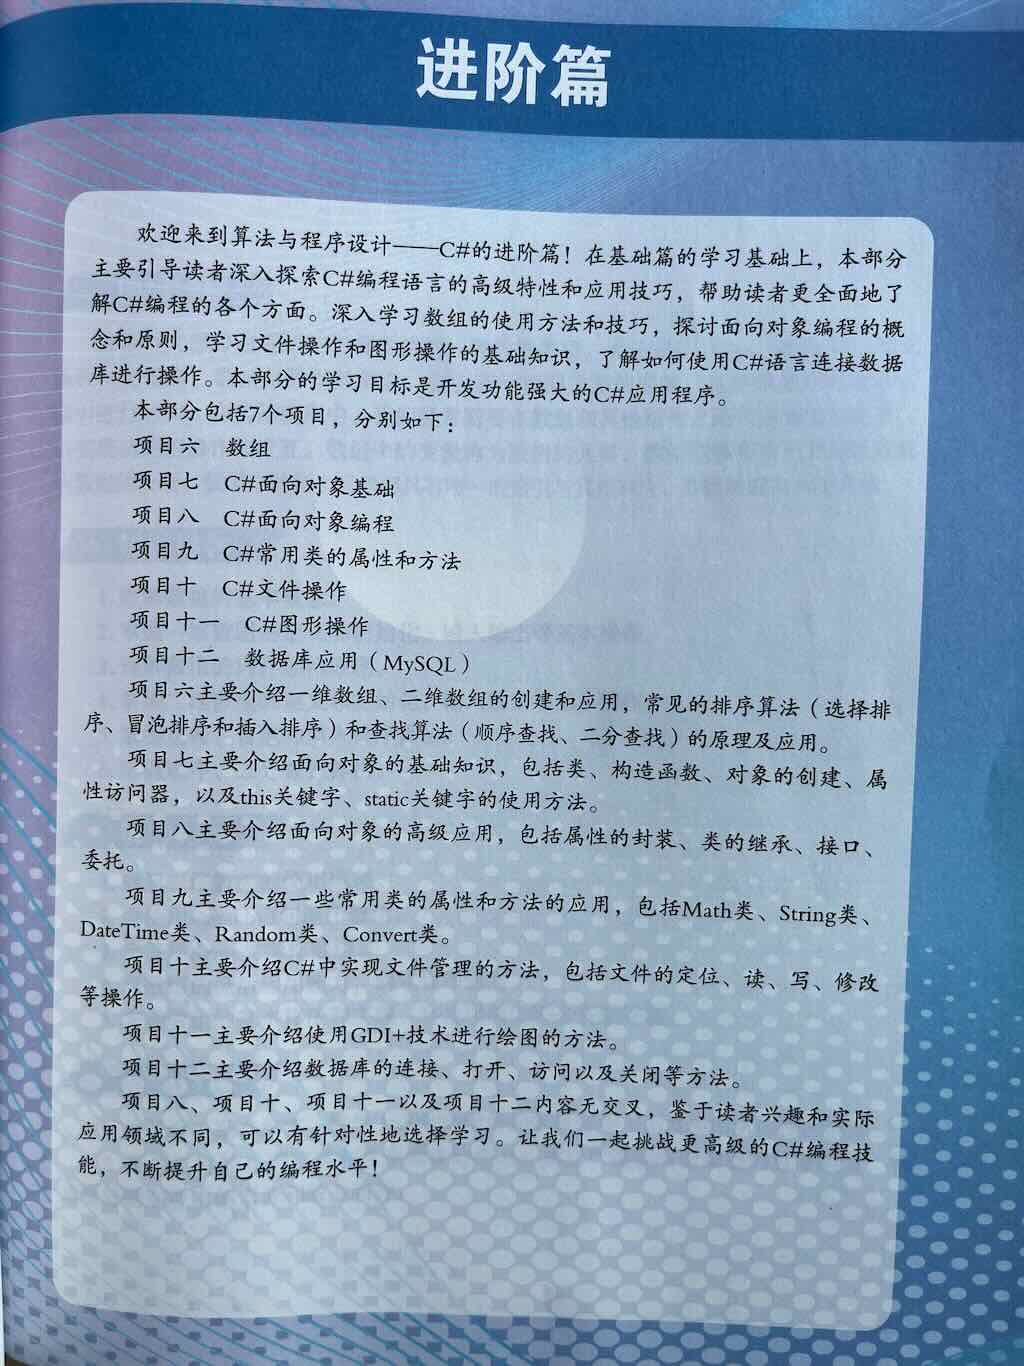 进阶篇
欢迎来到算法与程序设计——C#的进阶篇！在基础篇的学习基础上，本部分
主要引导读者深入探索C#编程语言的高级特性和应用技巧，帮助读者更全面地了
解C#编程的各个方面。深入学习数组的使用方法和技巧，探讨面向对象编程的概
念和原则，学习文件操作和图形操作的基础知识，了解如何使用C#语言连接数据
库进行操作。本部分的学习目标是开发功能强大的C#应用程序。
本部分包括7个项目，分别如下：
项目六　数组
项目七　C#面向对象基础
项目八　C#面向对象编程
项目九　C#常用类的属性和方法
项目十　C#文件操作
项目十一　C#图形操作
项目十二　数据库应用（MySQL）
项目六主要介绍一维数组、二维数组的创建和应用，常见的排序算法（选择排
序、冒泡排序和插入排序）和查找算法（顺序查找、二分查找）的原理及应用。
项目七主要介绍面向对象的基础知识，包括类、构造函数、对象的创建、属
性访问器，以及this关键字、static关键字的使用方法。
项目八主要介绍面向对象的高级应用，包括属性的封装、类的继承、接口、
委托。
项目九主要介绍一些常用类的属性和方法的应用，包括Math类、String类、
DateTime类、Random类、Convert类。
项目十主要介绍C#中实现文件管理的方法，包括文件的定位、读、写、修改
等操作。
项目十一主要介绍使用GDI+技术进行绘图的方法。
项目十二主要介绍数据库的连接、打开、访问以及关闭等方法。
项目八、项目十、项目十一以及项目十二内容无交叉，鉴于读者兴趣和实际
应用领域不同，可以有针对性地选择学习。让我们一起挑战更高级的C#编程技
能，不断提升自己的编程水平！